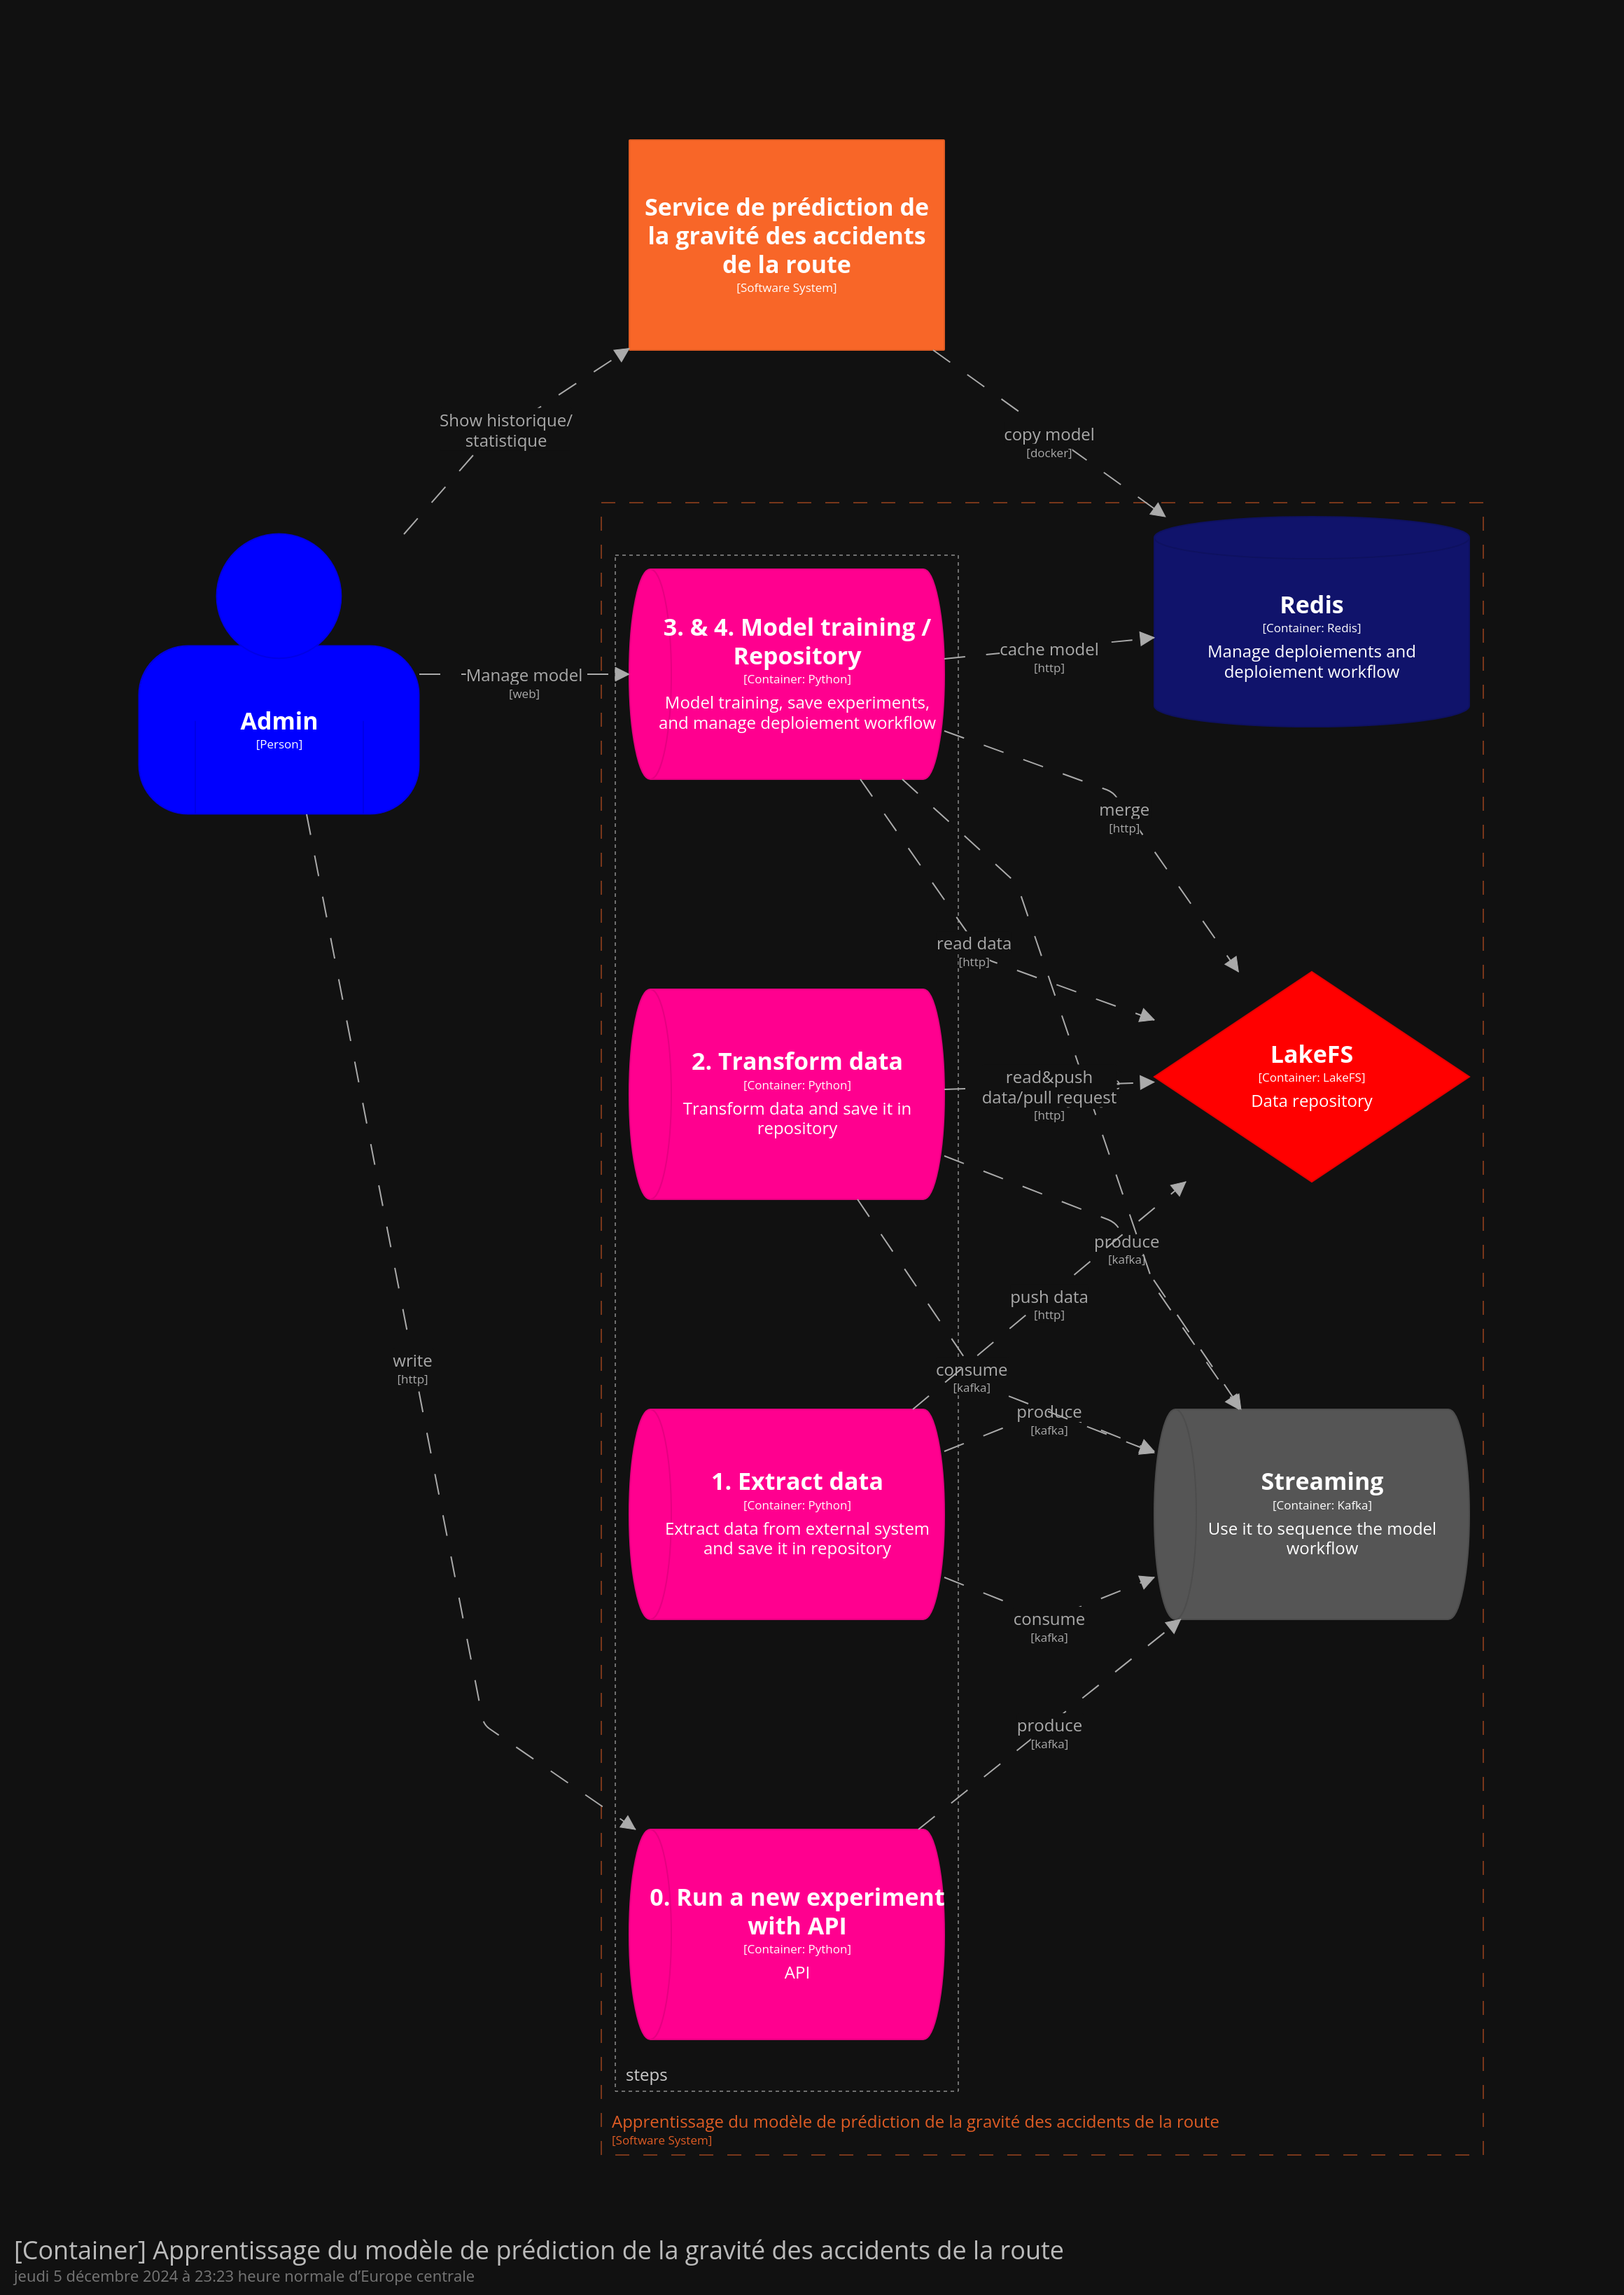 Service de prédiction de
la gravité des accidents
de la route
[Software System]
Show historique/
statistique
copy model
[docker]
Admin
[Person]
Manage model
[web]
3. & 4. Model training /
Repository
[Container: Python]
Model training, save experiments,
and manage deploiement workflow
cache model
[http]
Redis
[Container: Redis]
Manage deploiements and
deploiement workflow
merge
[http]
read data
[http]
2. Transform data
[Container: Python]
Transform data and save it in
repository
read&push
data/pull request
[http]
LakeFS
[Container: LakeFS]
Data repository
produce
[kafka]
push data
[http]
write
[http]
consume
[kafka]
produce
[kafka]
1. Extract data
[Container: Python]
Extract data from external system
and save it in repository
Streaming
[Container: Kafka]
Use it to sequence the model
workflow
consume
[kafka]
produce
[kafka]
0. Run a new experiment
with API
[Container: Python]
API
steps
Apprentissage du modèle de prédiction de la gravité des accidents de la route
[Software System]
[Container] Apprentissage du modèle de prédiction de la gravité des accidents de la route
jeudi 5 décembre 2024 à 23:23 heure normale d’Europe centrale